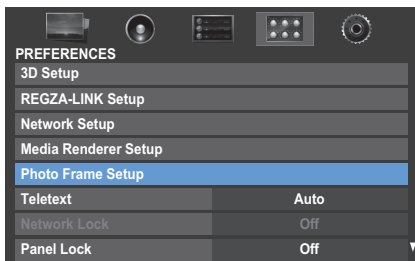 PREFERENCES
3D Setup
REGZA-LINK Setup
Network Setup
Media Renderer Setup
Photo Frame Setup
Teletext Auto
Network Lock Off
Panel Lock Off